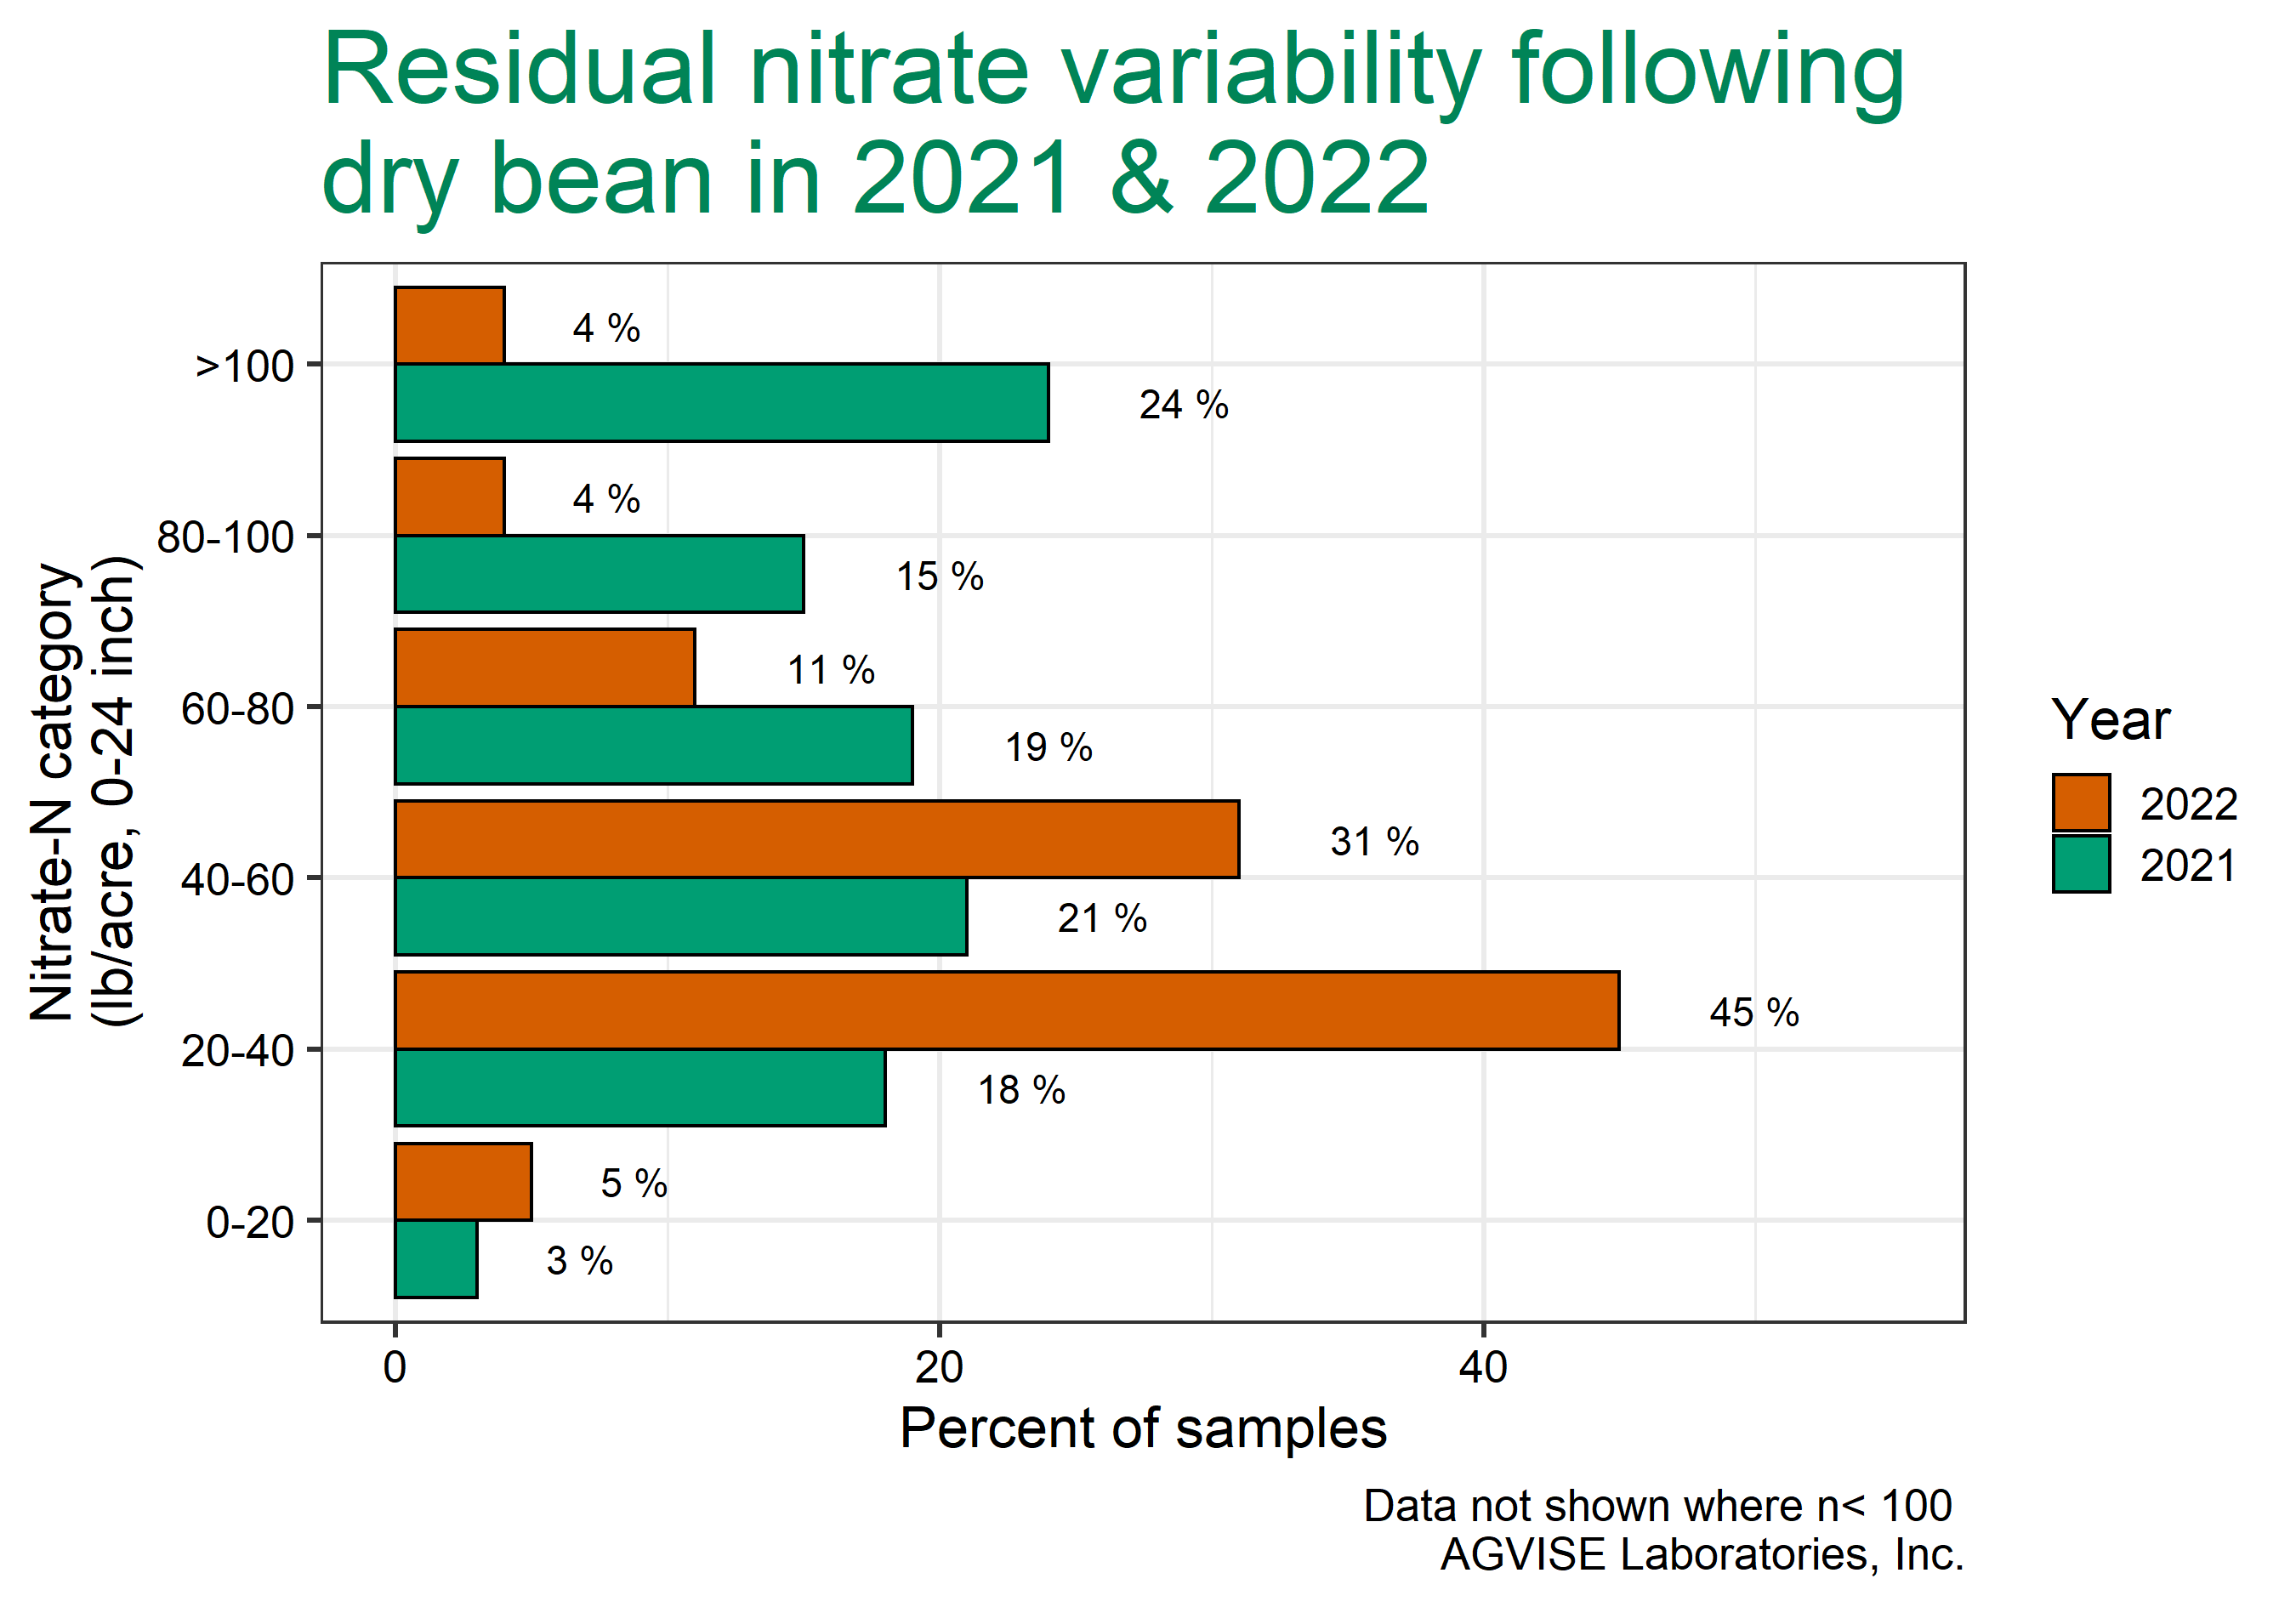 Residual nitrate variability following
dry bean in 2021 & 2022
Nitrate-N category
(lb/acre, 0-24 inch)
>100
4 %
24 %
80-100
4 %
15 %
60-80
11 %
19 %
40-60
31 %
21 %
20-40
45 %
18 %
0-20
5 %
3 %
0
20
40
Percent of samples
Year
2022
2021
Data not shown where n< 100
AGVISE Laboratories, Inc.